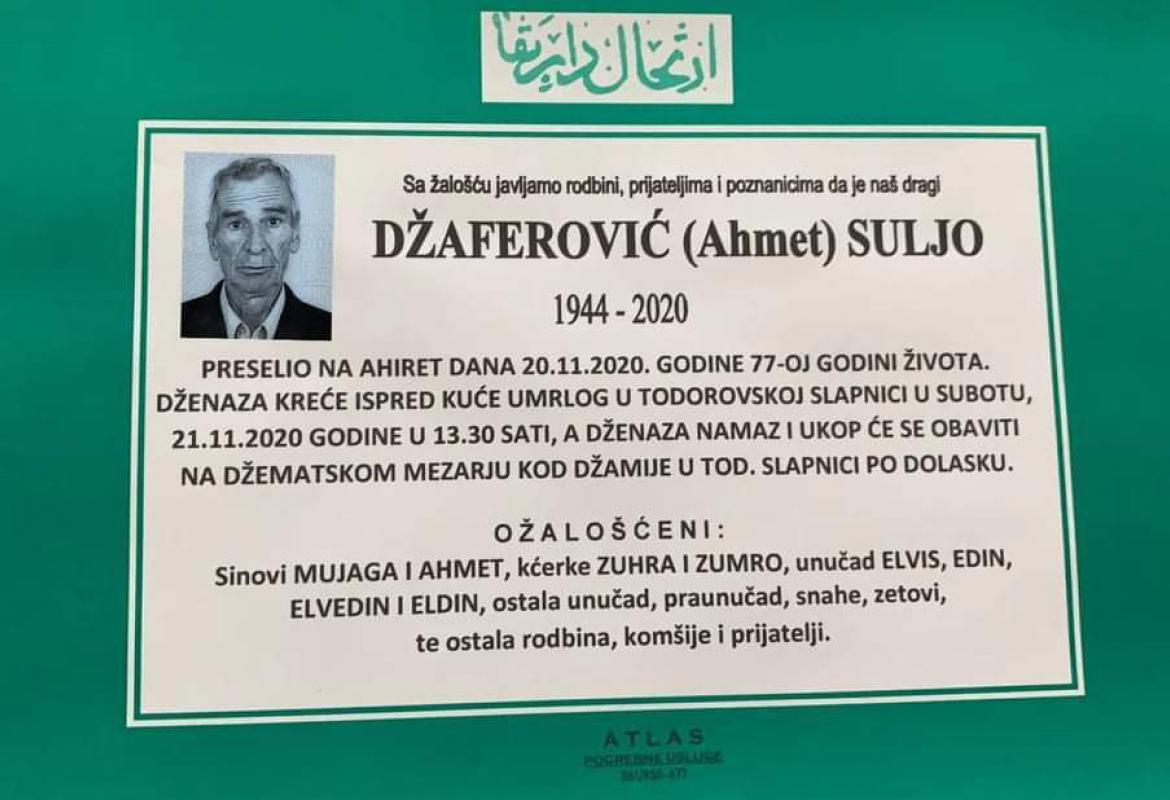 ارتحال دار بقا
Sa žalošću javljamo rodbini, prijateljima i poznanicima da je naš dragi
DŽAFEROVIĆ (Ahmet) SULJO
1944 - 2020
PRESELIO NA AHIRET DANA 20.11.2020. GODINE 77-OJ GODINI ŽIVOTA.
DŽENAZA KREĆE ISPRED KUĆE UMRLOG U TODOROVSKOJ SLAPNICI U SUBOTU,
21.11.2020 GODINE U 13.30 SATI, A DŽENAZA NAMAZ I UKOP ĆE SE OBAVITI
NA DŽEMATSKOM MEZARJU KOD DŽAMIJE U TOD. SLAPNICI PO DOLASKU.
OŽALOŠĆENI:
Sinovi MUJAGA I AHMET, kćerke ZUHRA I ZUMRO, unučad ELVIS, EDIN,
ELVEDIN I ELDIN, ostala unučad, praunučad, snahe, zetovi,
te ostala rodbina, komšije i prijatelji.
ATLAS
POGREBNE USLUGE